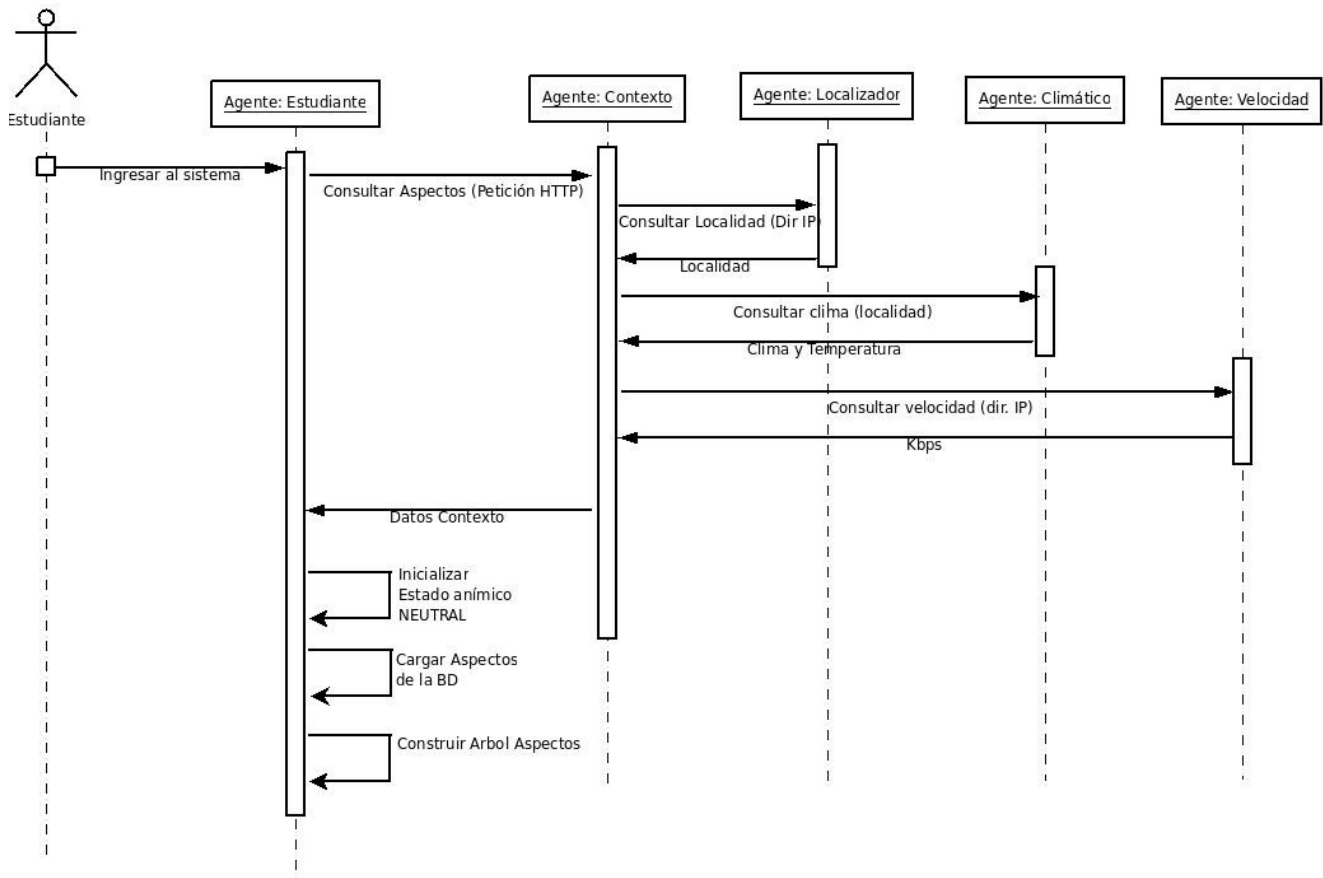 Estudiante
Agente: Estudiante
Agente: Contexto
Agente: Localizador
Agente: Climático
Agente: Velocidad
Ingresar al sistema
Consultar Aspectos (Petición HTTP)
Consultar Localidad (Dir IP)
Localidad
Consultar clima (localidad)
Clima y Temperatura
Consultar velocidad (dir. IP)
Kbps
Datos Contexto
Inicializar
Estado anímico
NEUTRAL
Cargar Aspectos
de la BD
Construir Arbol Aspectos